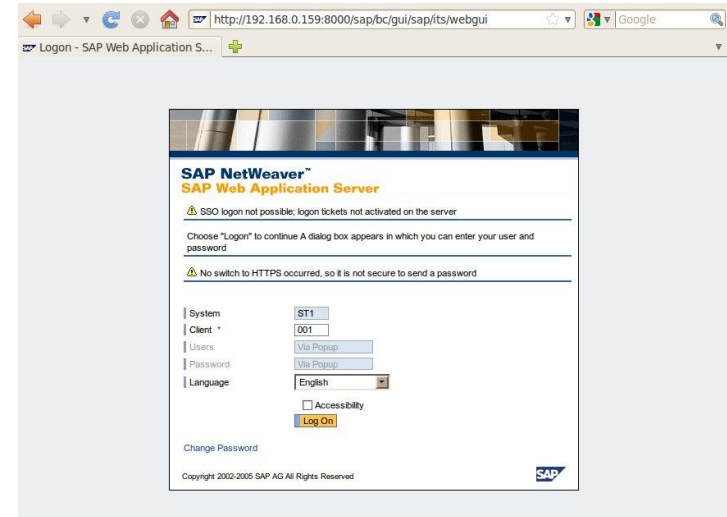 http://192.168.0.159:8000/sap/bc/gui/sap/its/webgui
Google
Logon - SAP Web Application S...
SAP NetWeaver™
SAP Web Application Server
SSO logon not possible; logon tickets not activated on the server
Choose "Logon" to continue A dialog box appears in which you can enter your user and
password
No switch to HTTPS occurred, so it is not secure to send a password
System ST1
Client * 001
Users Via Popup
Password Via Popup
Language English
Accessibility
Log On
Change Password
Copyright 2002-2005 SAP AG All Rights Reserved
SAP